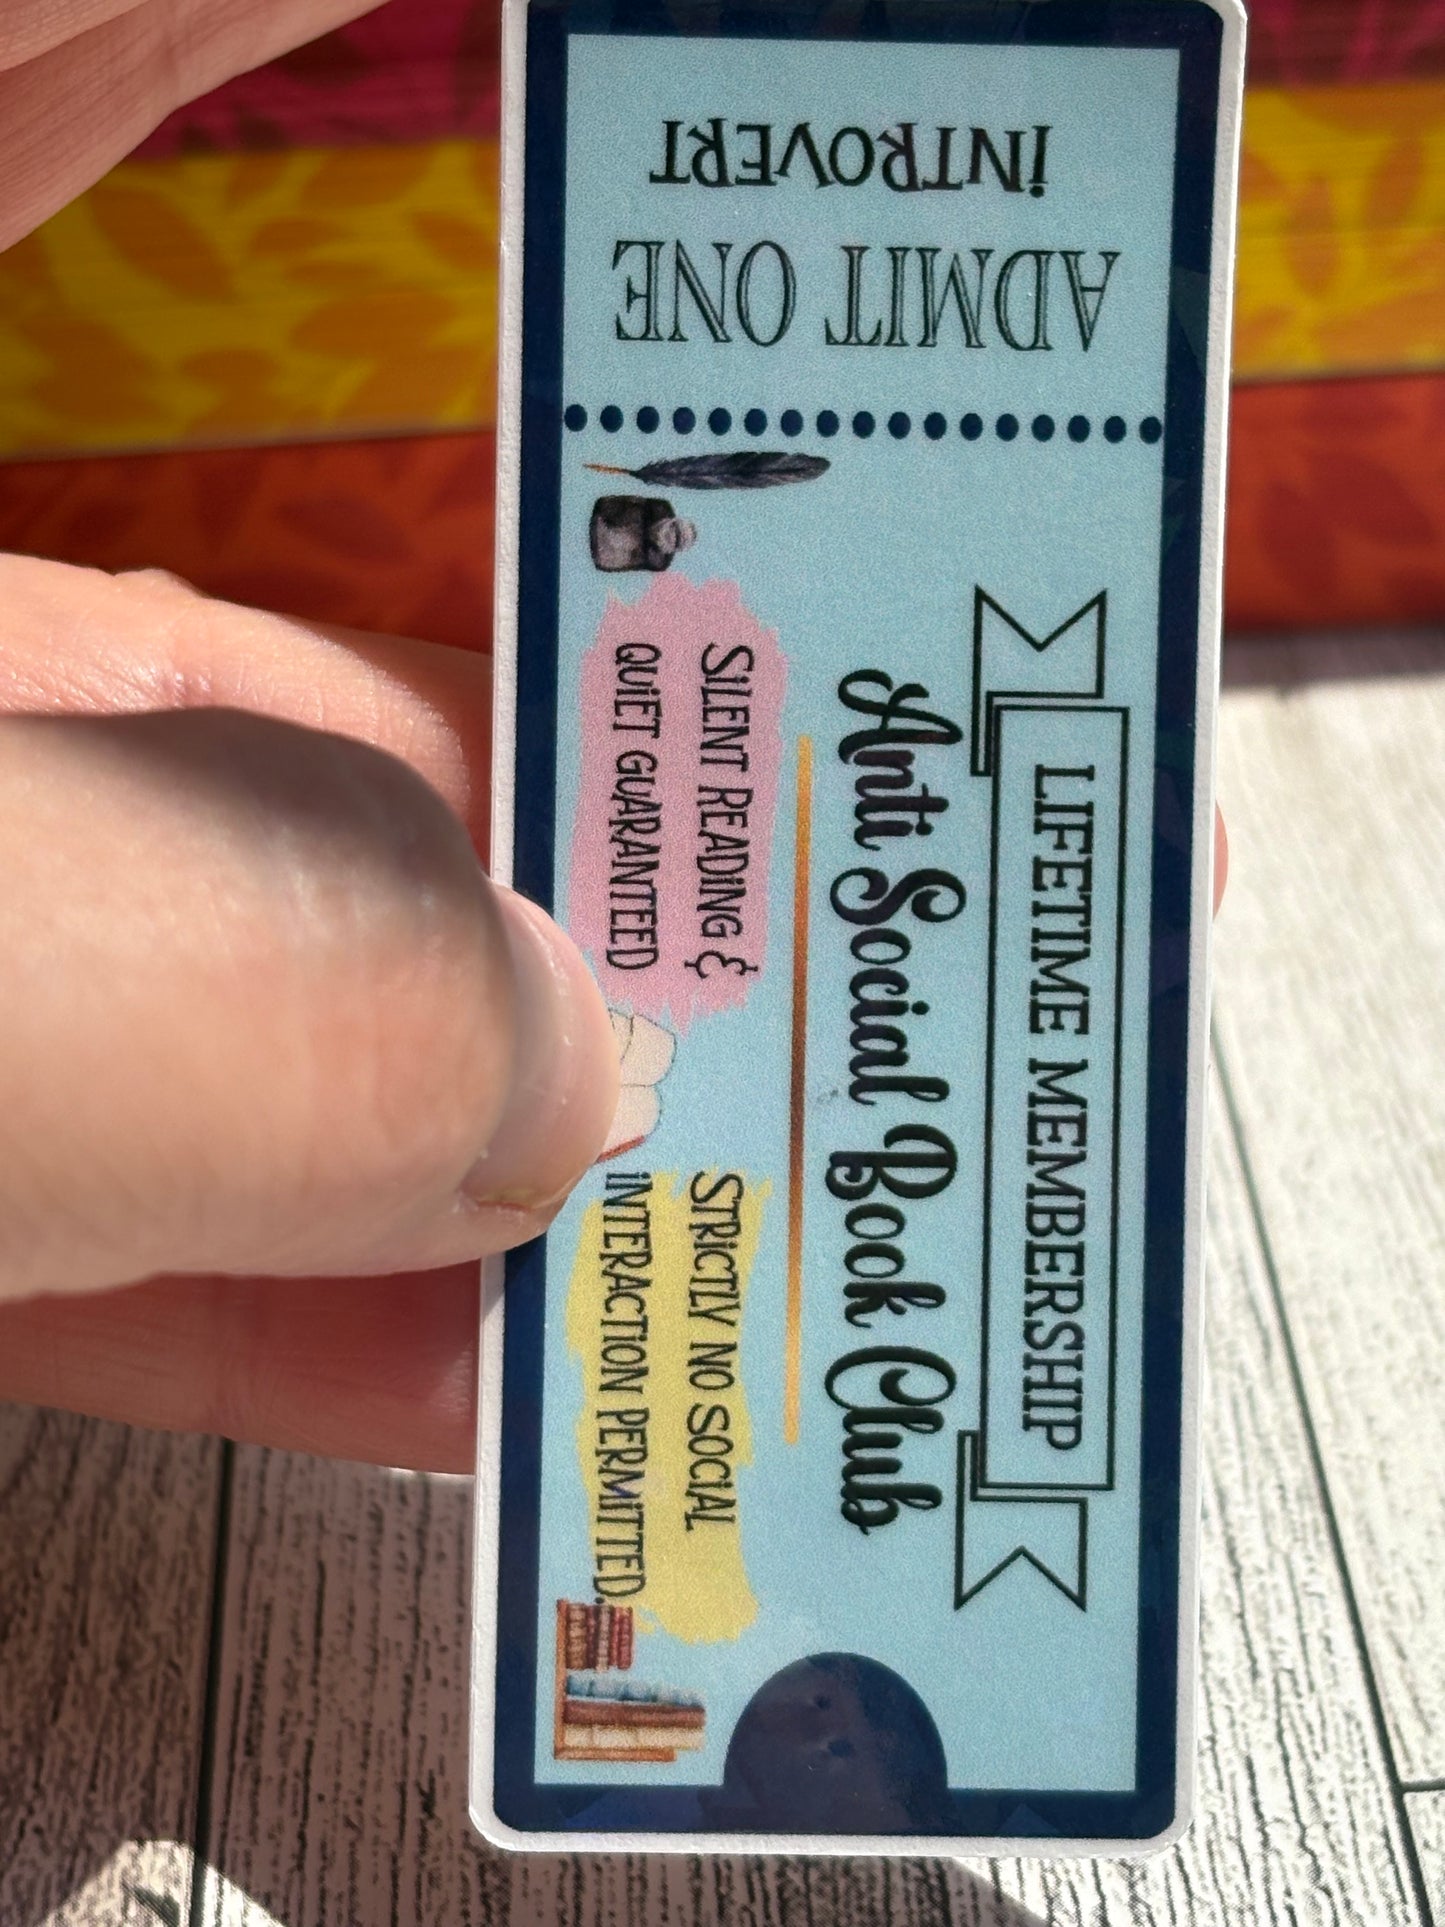 LIFETIME MEMBERSHIP
Anti Social Book Club
SILENT READING &
QUIET GUARANTEED
STRICTLY NO SOCIAL
INTERACTION PERMITTED.
ADMIT ONE
INTROVERT